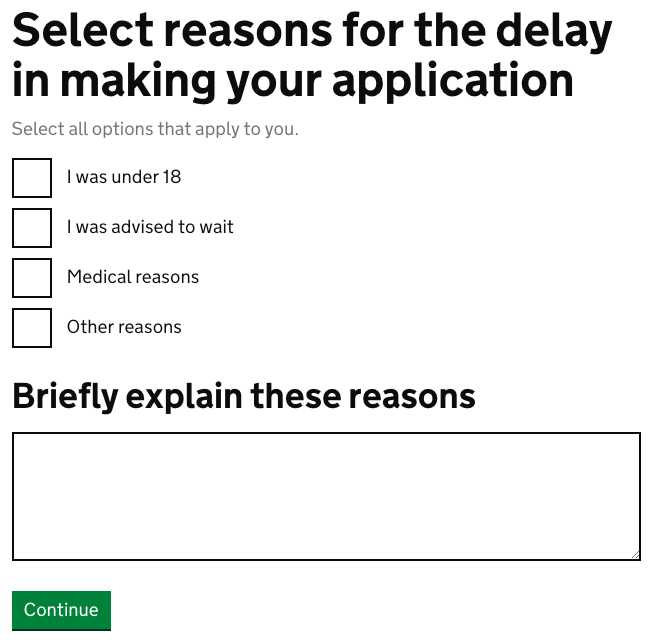 Select reasons for the delay
in making your application
Select all options that apply to you.
I was under 18
I was advised to wait
Medical reasons
Other reasons
Briefly explain these reasons
Continue